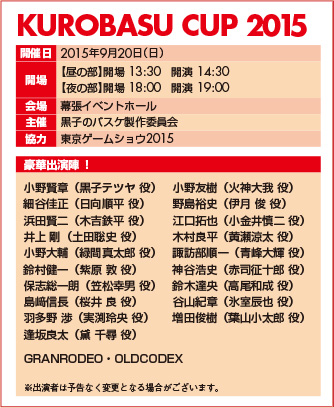 KUROBASU CUP 2015
開催日 2015年9月20日(日)
開場 【昼の部】開場 13:30 開演 14:30
【夜の部】開場 18:00 開演 19:00
会場 幕張イベントホール
主催 黒子のバスケ製作委員会
協力 東京ゲームショウ2015
豪華出演陣！
小野賢章（黒子テツヤ 役） 小野友樹（火神大我 役）
細谷佳正（日向順平 役） 野島裕史（伊月 俊 役）
浜田賢二（木吉鉄平 役） 江口拓也（小金井慎二 役）
井上 剛（土田聡史 役） 木村良平（黄瀬涼太 役）
小野大輔（緑間真太郎 役） 諏訪部順一（青峰大輝 役）
鈴村健一（紫原 敦 役） 神谷浩史（赤司征十郎 役）
保志総一朗（笠松幸男 役） 鈴木達央（高尾和成 役）
島﨑信長（桜井 良 役） 谷山紀章（氷室辰也 役）
羽多野 渉（実渕玲央 役） 増田俊樹（葉山小太郎 役）
逢坂良太（黛 千尋 役）
GRANRODEO・OLDCODEX
※出演者は予告なく変更となる場合がございます。